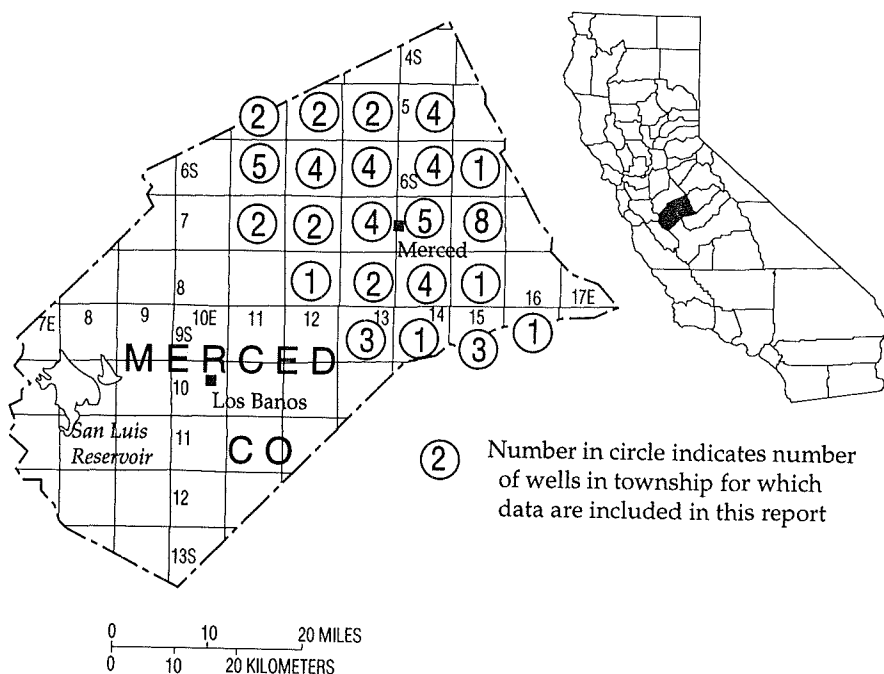 4S
2 2 2 5 4
6S 5 4 4 6S 4 1
7 2 2 4 5 8
Merced
8 1 2 4 1
7E 8 9 10E 11 12 13 14 15 16 17E
9S 3 1 3 1
MERCED
10 Los Banos
San Luis
Reservoir
11 CO
12
13S
2 Number in circle indicates number
of wells in township for which
data are included in this report
0 10 20 MILES
0 10 20 KILOMETERS